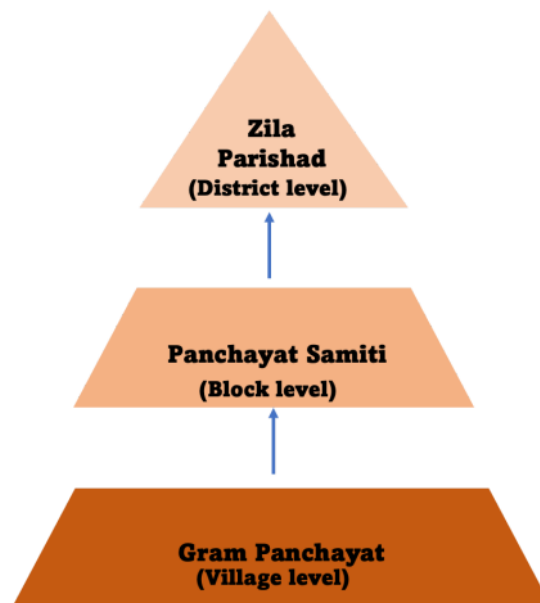 Zila
Parishad
(District level)
Panchayat Samiti
(Block level)
Gram Panchayat
(Village level)